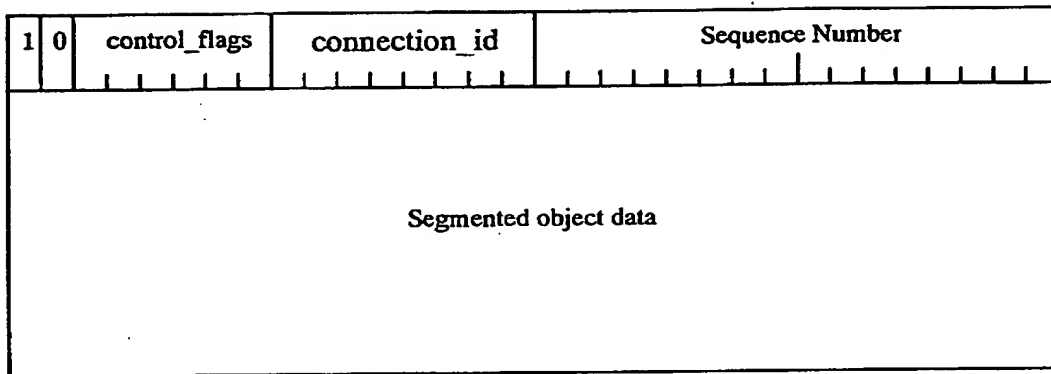 1 0 control_flags connection_id Sequence Number
Segmented object data